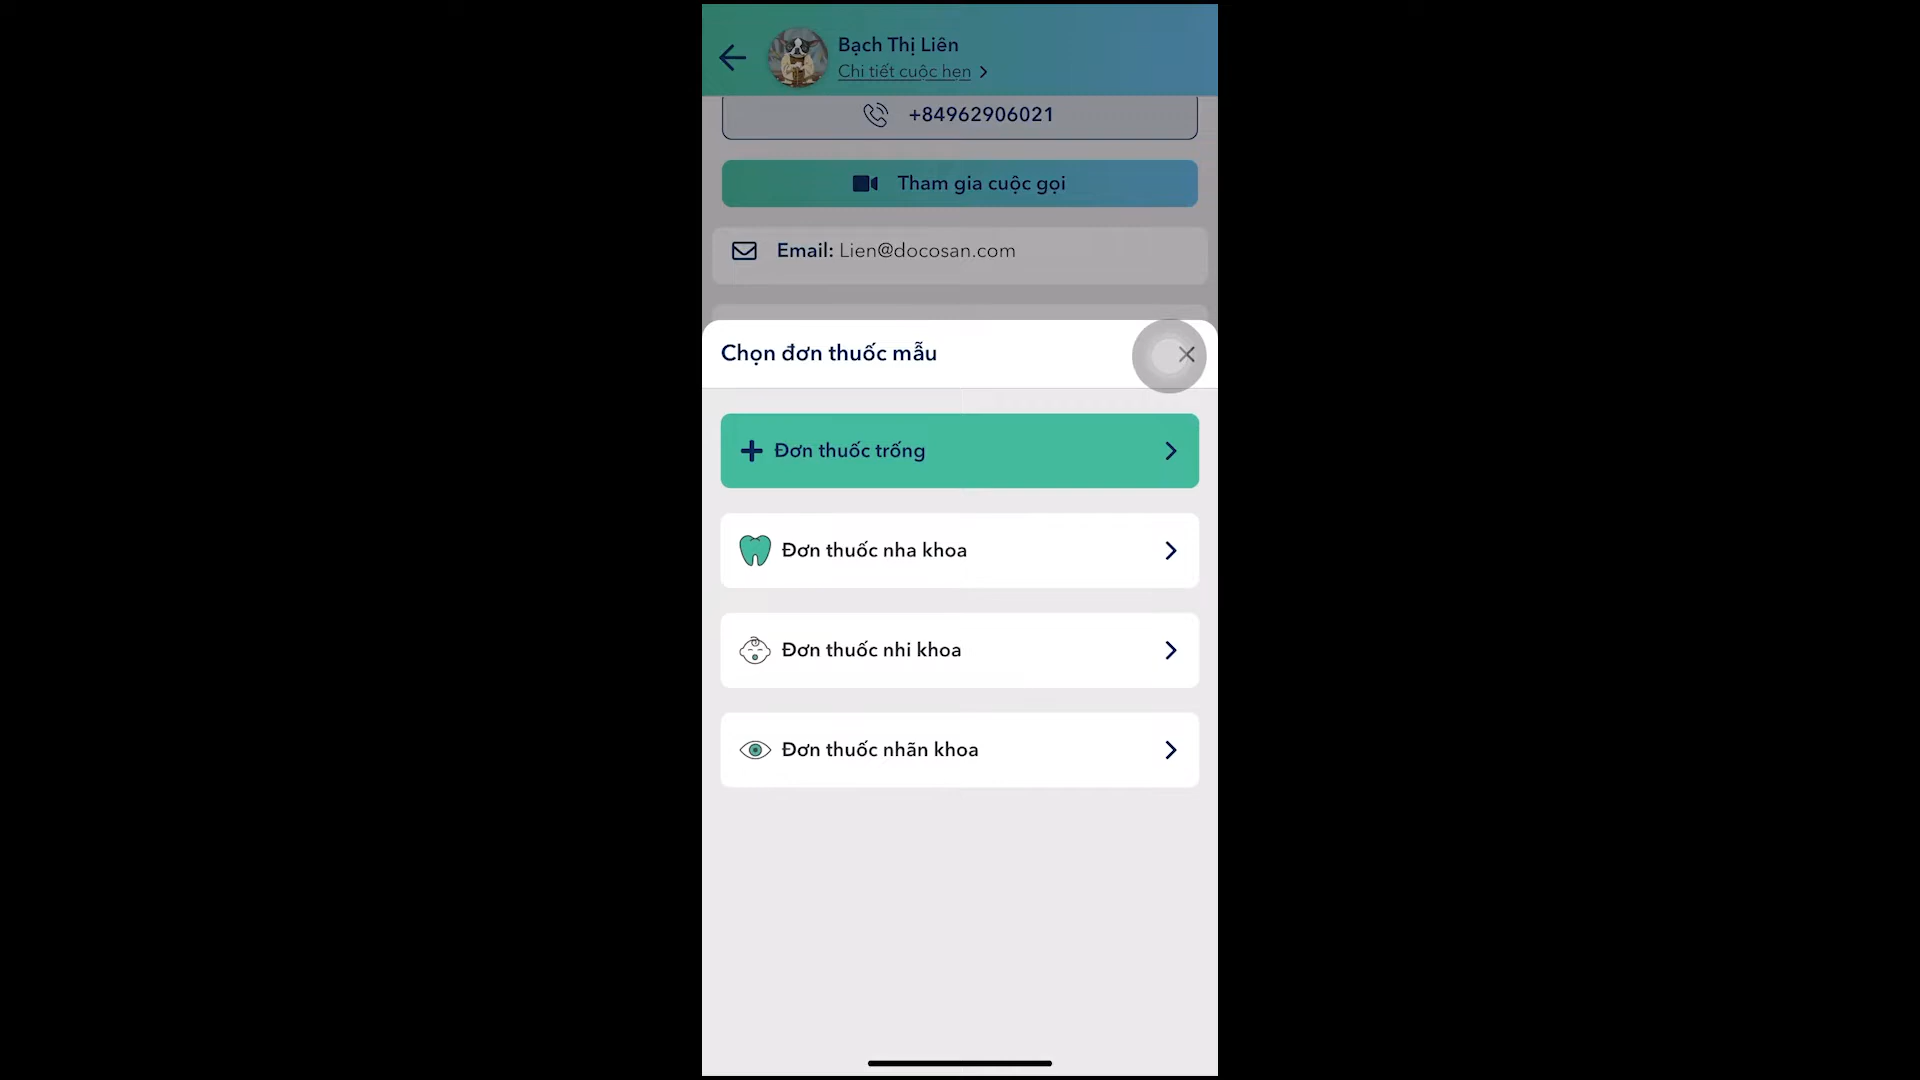 Bạch Thị Liên
Chi tiết cuộc hẹn
+84962906021
Tham gia cuộc gọi
Email: Lien@docosan.com
Chọn đơn thuốc mẫu
Đơn thuốc trống
Đơn thuốc nha khoa
Đơn thuốc nhi khoa
Đơn thuốc nhãn khoa